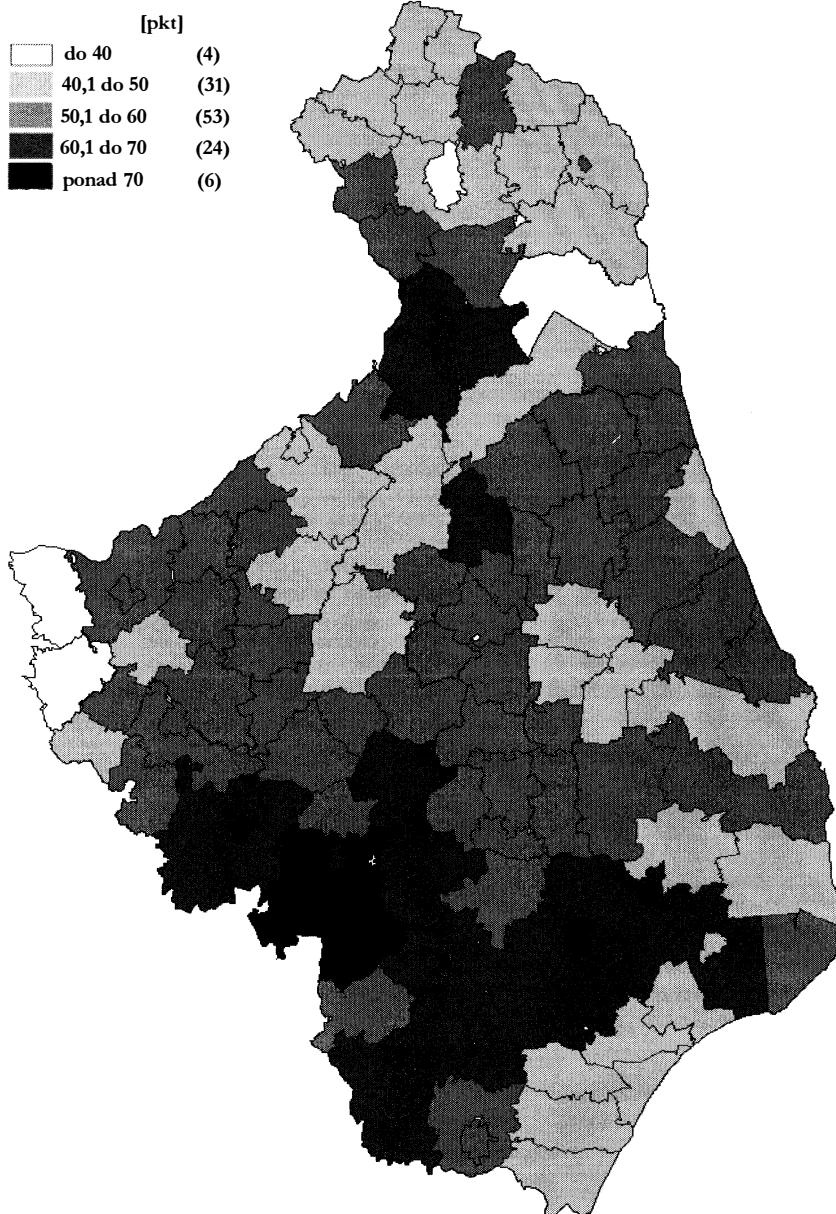 [pkt]
do 40 (4)
40,1 do 50 (31)
50,1 do 60 (53)
60,1 do 70 (24)
ponad 70 (6)